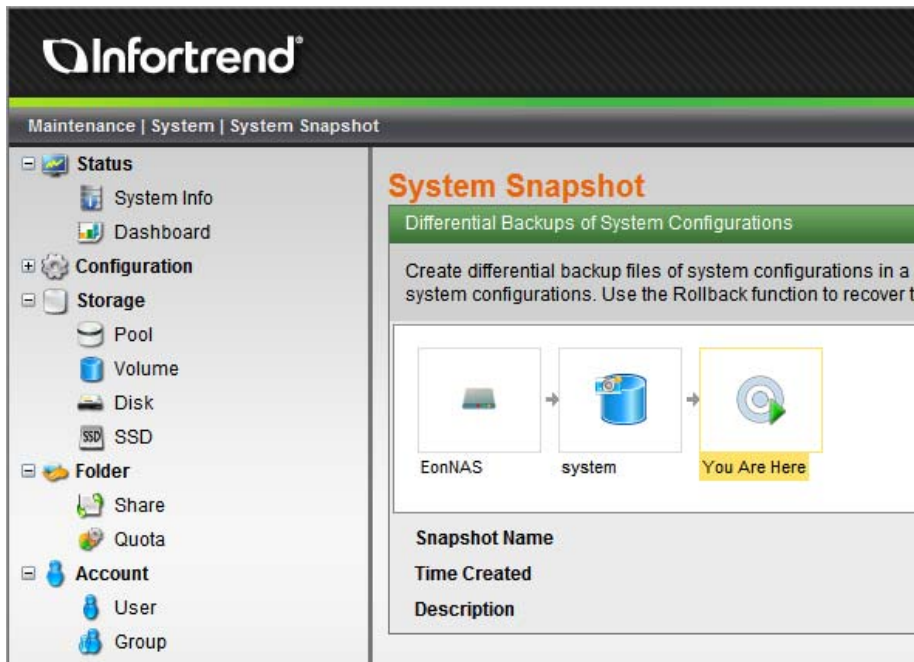 Infortrend®
Maintenance | System | System Snapshot
Status
System Info
Dashboard
Configuration
Storage
Pool
Volume
Disk
SSD
SSD
Folder
Share
Quota
Account
User
Group
System Snapshot
Differential Backups of System Configurations
Create differential backup files of system configurations in a
system configurations. Use the Rollback function to recover t
EonNAS
system
You Are Here
Snapshot Name
Time Created
Description